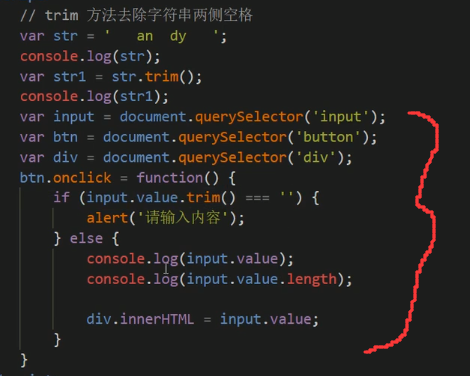 // trim 方法去除字符串两侧空格
var str = '   an  dy   ';
console.log(str);
var str1 = str.trim();
console.log(str1);
var input = document.querySelector('input');
var btn = document.querySelector('button');
var div = document.querySelector('div');
btn.onclick = function() {
    if (input.value.trim() === '') {
        alert('请输入内容');
    } else {
        console.log(input.value);
        console.log(input.value.length);
        div.innerHTML = input.value;
    }
}